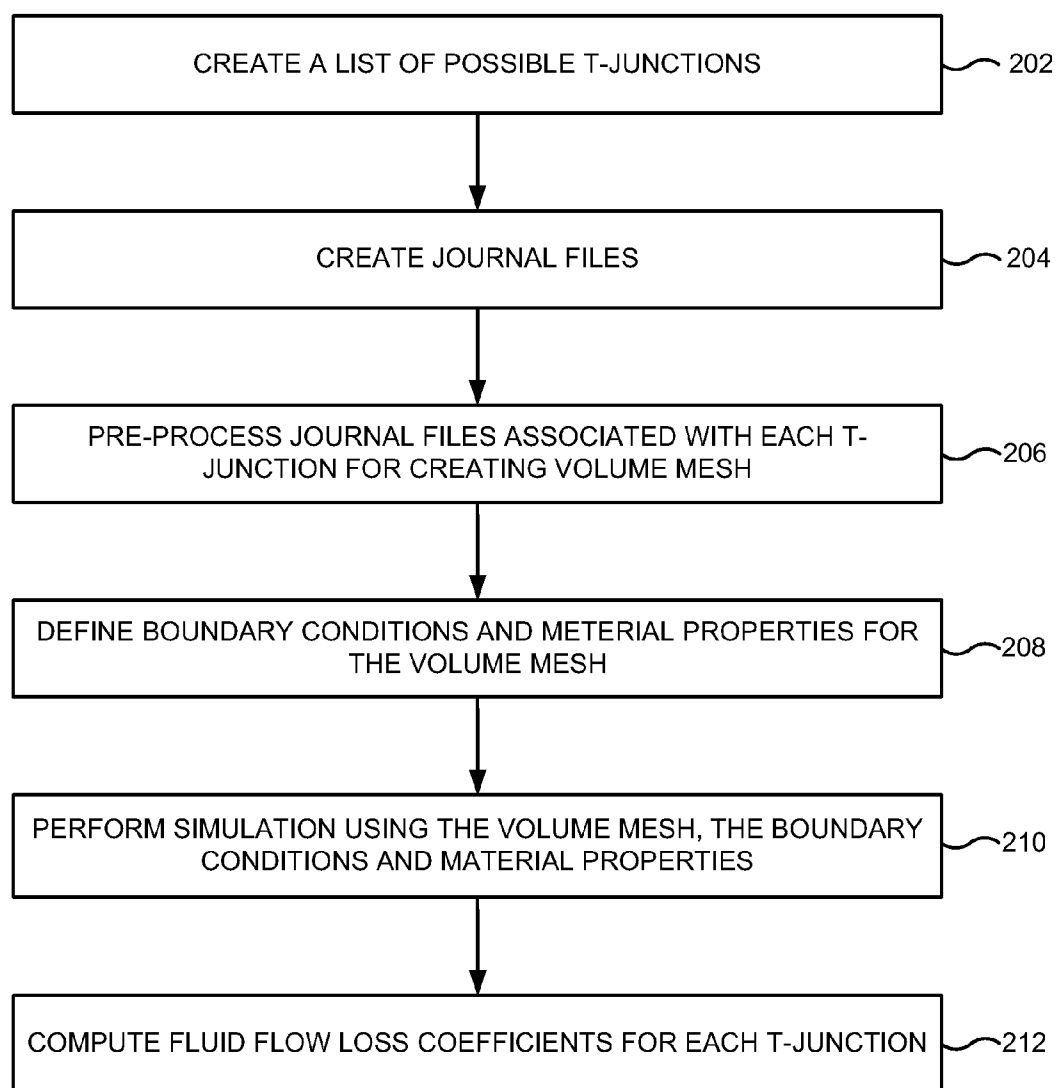 CREATE A LIST OF POSSIBLE T-JUNCTIONS
202
CREATE JOURNAL FILES
204
PRE-PROCESS JOURNAL FILES ASSOCIATED WITH EACH T-
JUNCTION FOR CREATING VOLUME MESH
206
DEFINE BOUNDARY CONDITIONS AND METERIAL PROPERTIES FOR
THE VOLUME MESH
208
PERFORM SIMULATION USING THE VOLUME MESH, THE BOUNDARY
CONDITIONS AND MATERIAL PROPERTIES
210
COMPUTE FLUID FLOW LOSS COEFFICIENTS FOR EACH T-JUNCTION
212